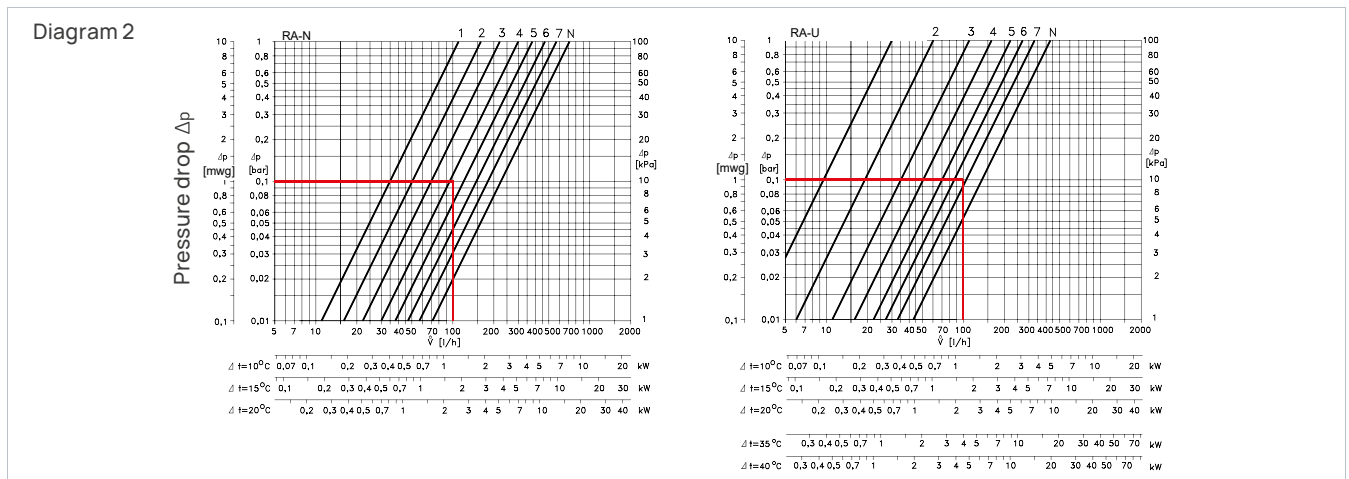 Diagram 2
Pressure drop Δp
RA-N
1 2 3 4 5 6 7 N
10 1 100
8 0,8 80
6 0,6 60
5 0,5 50
4 0,4 40
3 30
2 0,2 20
Δp Δp Δp
[mwg] [bar] [kPa]
1 0,1 10
0,8 0,08 8
0,6 0,06 6
0,5 0,05 5
0,4 0,04 4
0,3 3
0,2 0,02 2
0,1 0,01 1
5 7 10 20 30 40 50 70 100 200 300 400 500 700 1000 2000
V̊ [l/h]
Δ t=10°C 0,07 0,1 0,2 0,3 0,4 0,5 0,7 1 2 3 4 5 7 10 20 kW
Δ t=15°C 0,1 0,2 0,3 0,4 0,5 0,7 1 2 3 4 5 7 10 20 30 kW
Δ t=20°C 0,2 0,3 0,4 0,5 0,7 1 2 3 4 5 7 10 20 30 40 kW
RA-U
2 3 4 5 6 7 N
10 1 100
8 0,8 80
6 0,6 60
5 0,5 50
4 0,4 40
3 0,3 30
2 0,2 20
Δp Δp Δp
[mwg] [bar] [kPa]
1 0,1 10
0,8 0,08 8
0,6 0,06 6
0,5 0,05 5
0,4 0,04 4
0,3 0,03 3
0,2 0,02 2
0,1 0,01 1
5 7 10 20 30 40 50 70 100 200 300 400 500 700 1000 2000
V̊ [l/h]
Δ t=10°C 0,07 0,1 0,2 0,3 0,4 0,5 0,7 1 2 3 4 5 7 10 20 kW
Δ t=15°C 0,1 0,2 0,3 0,4 0,5 0,7 1 2 3 4 5 7 10 20 30 kW
Δ t=20°C 0,2 0,3 0,4 0,5 0,7 1 2 3 4 5 7 10 20 30 40 kW
Δ t=35°C 0,3 0,4 0,5 0,7 1 2 3 4 5 7 10 20 30 40 50 70 kW
Δ t=40°C 0,3 0,4 0,5 0,7 1 2 3 4 5 7 10 20 30 40 50 70 kW